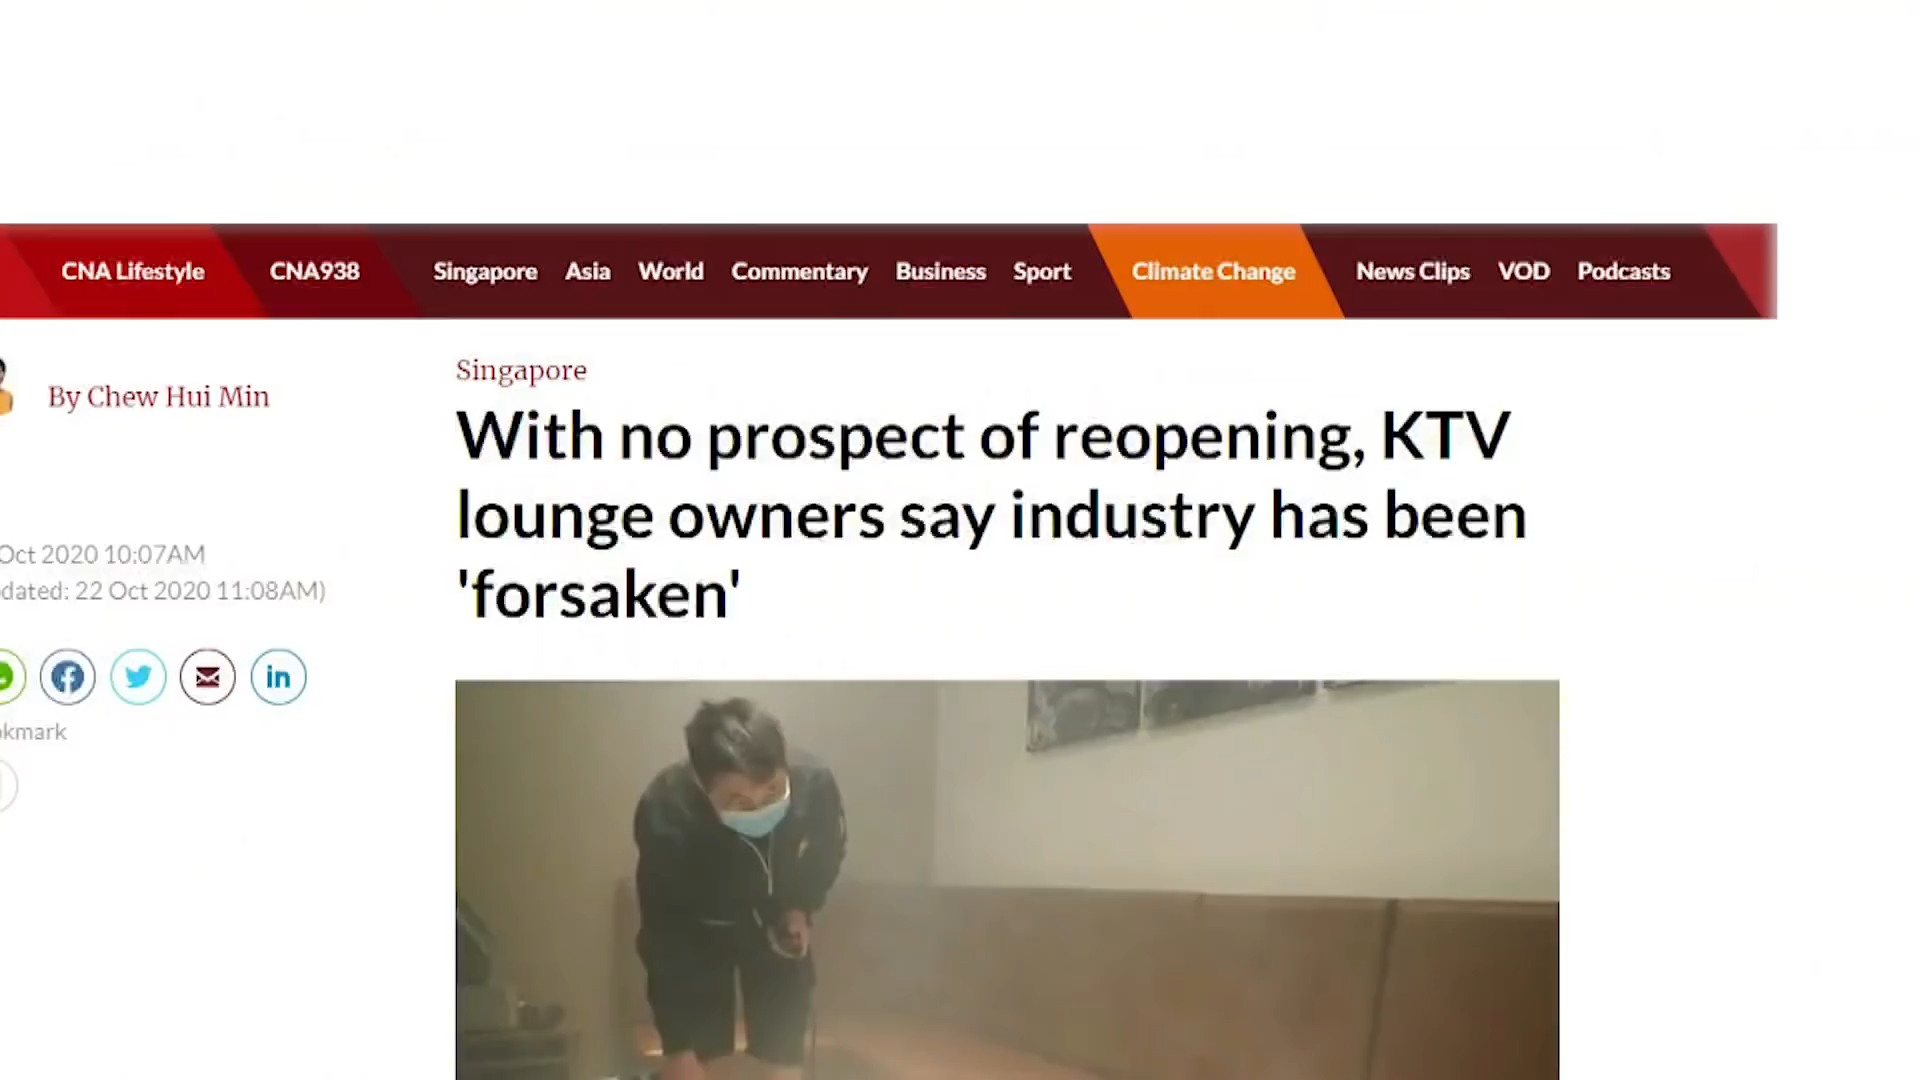 CNA Lifestyle CNA938 Singapore Asia World Commentary Business Sport Climate Change News Clips VOD Podcasts
By Chew Hui Min
Oct 2020 10:07AM
dated: 22 Oct 2020 11:08AM)
okmark
Singapore
With no prospect of reopening, KTV
lounge owners say industry has been
'forsaken'